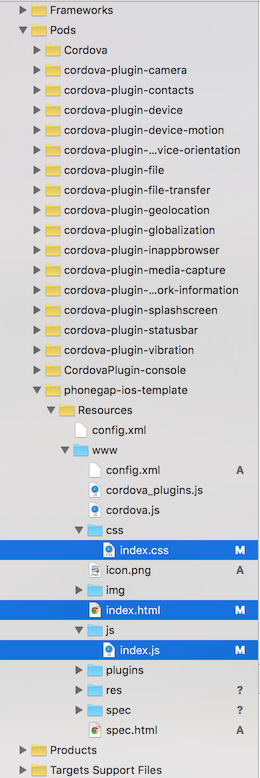 Frameworks
Pods
Cordova
cordova-plugin-camera
cordova-plugin-contacts
cordova-plugin-device
cordova-plugin-device-motion
cordova-plugin-...vice-orientation
cordova-plugin-file
cordova-plugin-file-transfer
cordova-plugin-geolocation
cordova-plugin-globalization
cordova-plugin-inappbrowser
cordova-plugin-media-capture
cordova-plugin-...ork-information
cordova-plugin-splashscreen
cordova-plugin-statusbar
cordova-plugin-vibration
CordovaPlugin-console
phonegap-ios-template
Resources
config.xml
www
config.xml A
cordova_plugins.js
cordova.js
css
index.css M
icon.png A
img
index.html M
js
index.js M
plugins
res ?
spec ?
spec.html A
Products
Targets Support Files